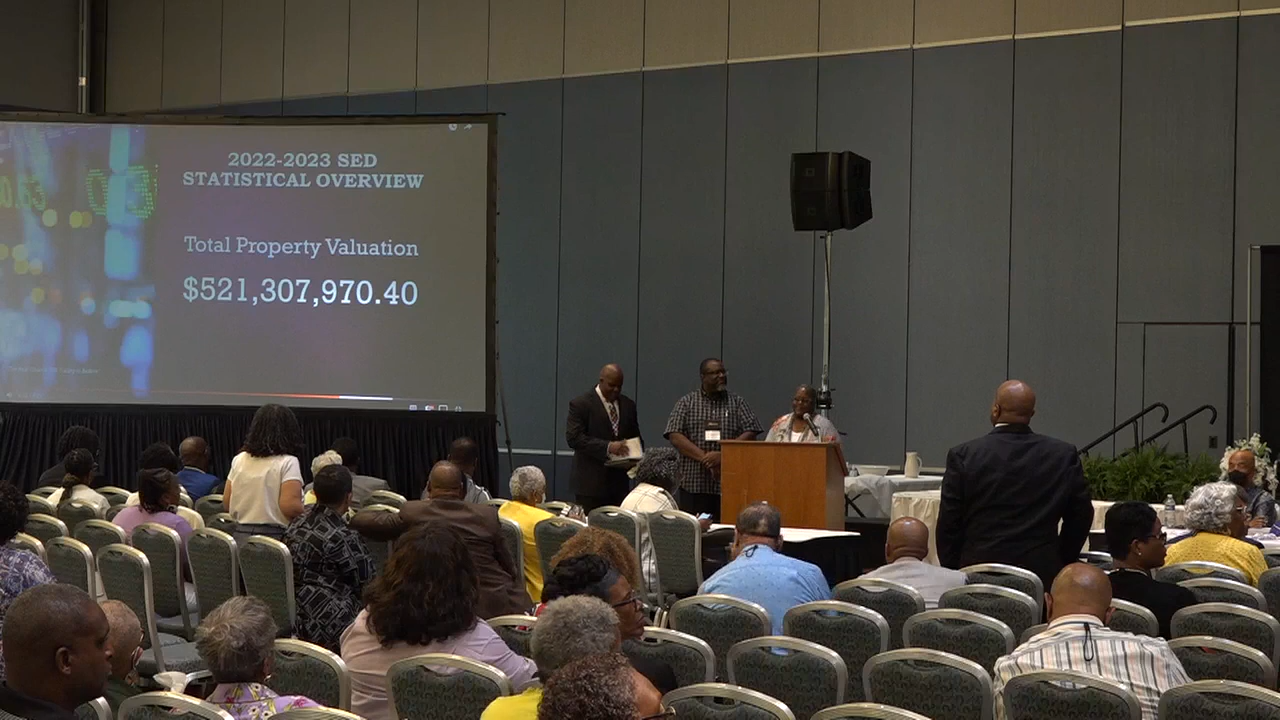 2022-2023 SED
STATISTICAL OVERVIEW
Total Property Valuation
$521,307,970.40